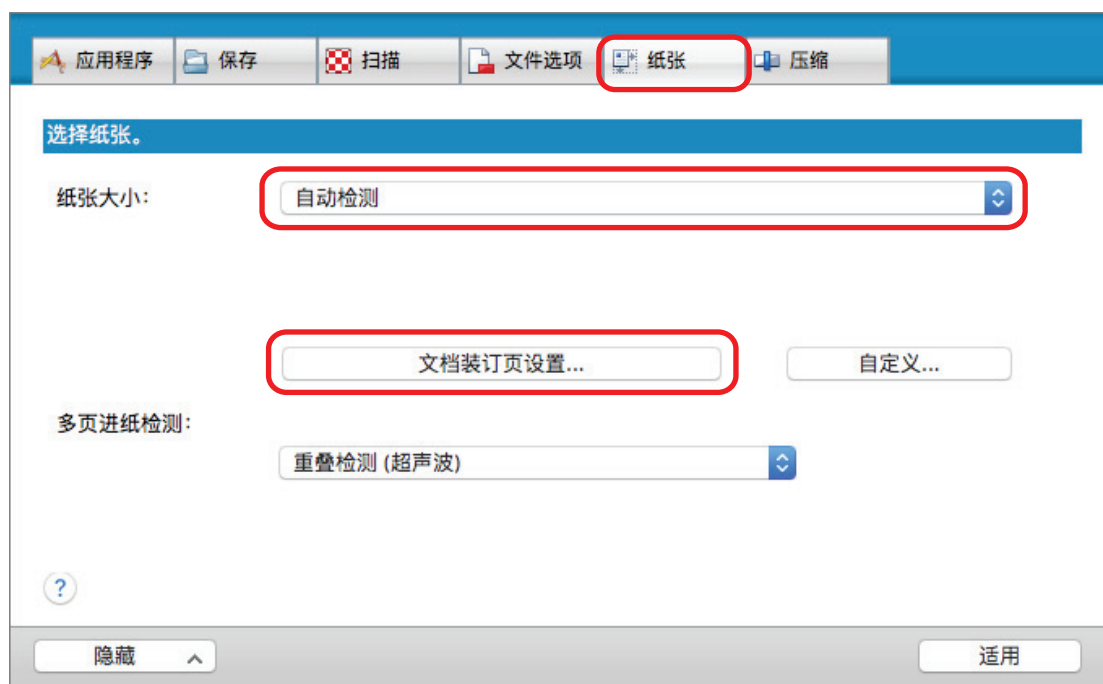 应用程序 保存 扫描 文件选项 纸张 压缩
选择纸张。
纸张大小： 自动检测
文档装订页设置... 自定义...
多页进纸检测：
重叠检测 (超声波)
?
隐藏 适用